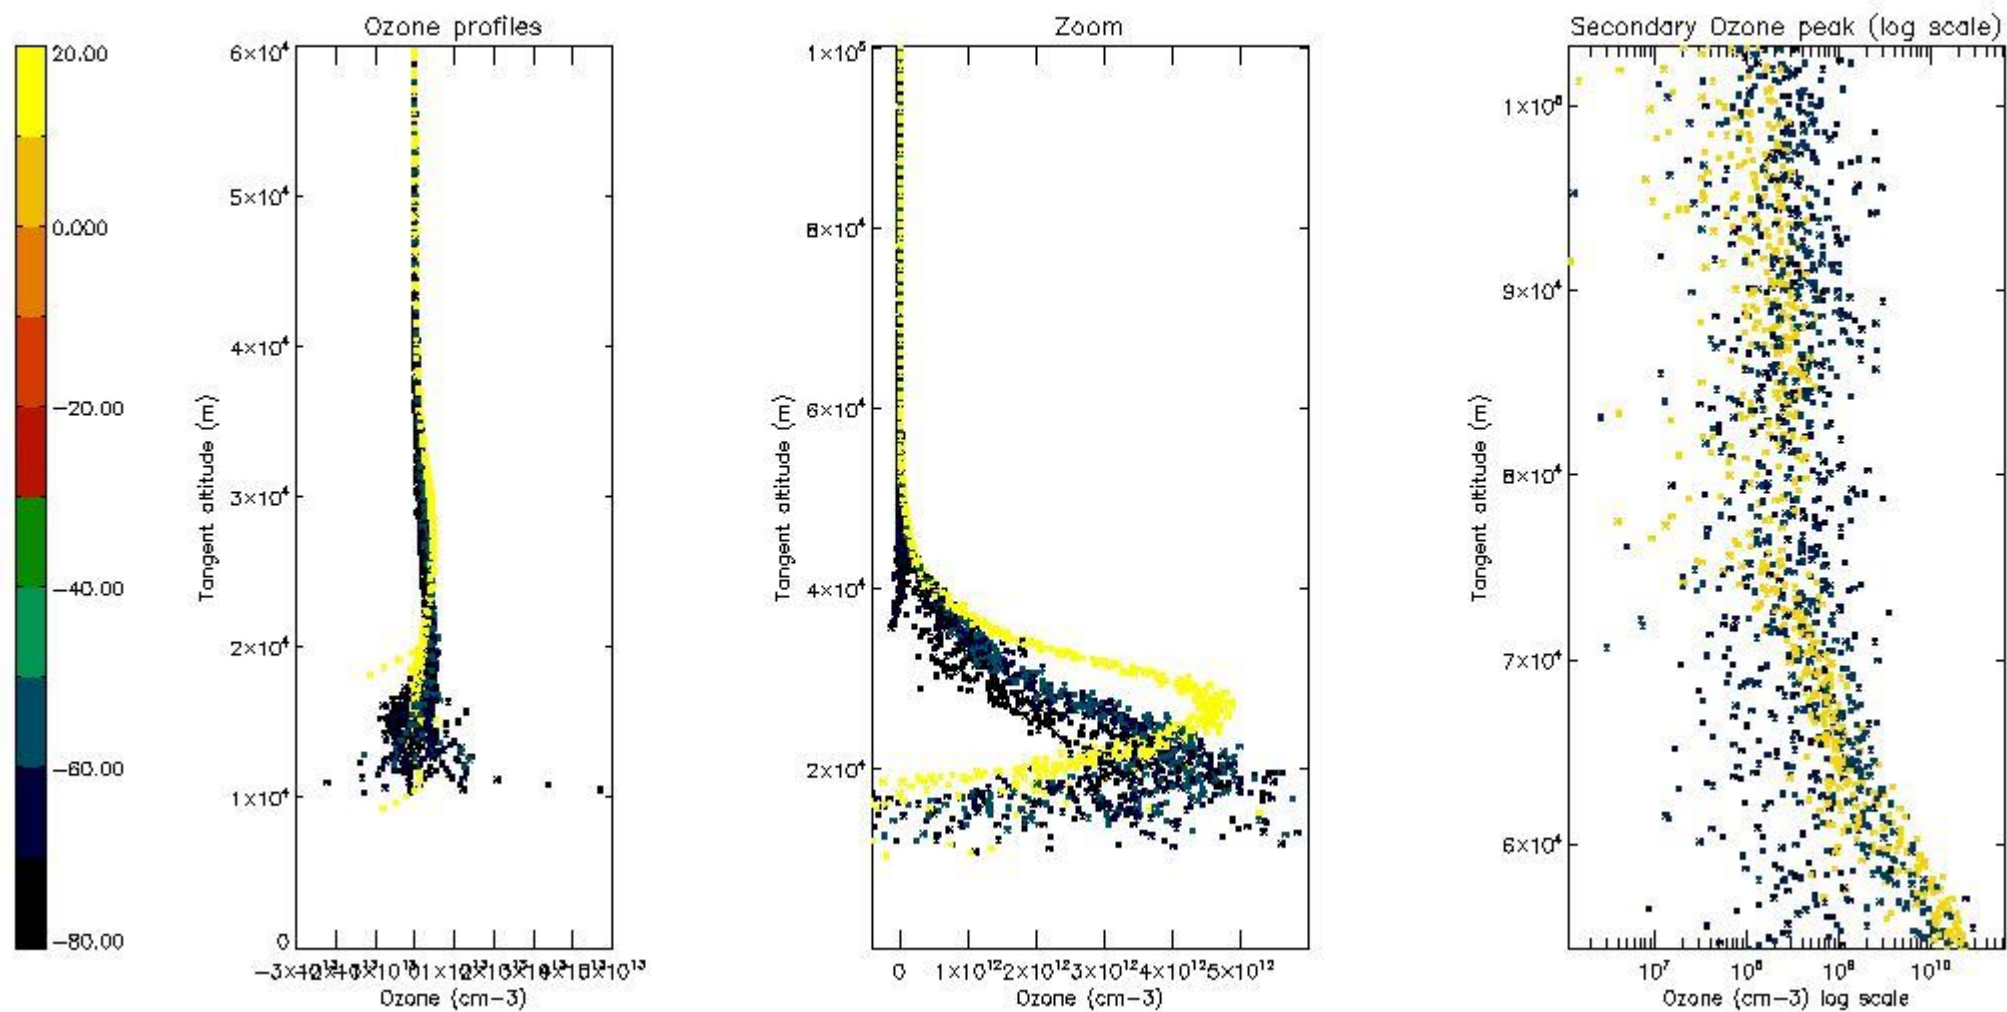 Ozone profiles
Zoom
Secondary Ozone peak (log scale)
20.00
0.000
−20.00
−40.00
−60.00
−80.00
6×10⁴
5×10⁴
4×10⁴
3×10⁴
2×10⁴
1×10⁴
0
Tangent altitude (m)
Ozone (cm−3)
1×10⁵
8×10⁴
6×10⁴
4×10⁴
2×10⁴
Tangent altitude (m)
0 1×10¹² 2×10¹² 3×10¹² 4×10¹² 5×10¹²
Ozone (cm−3)
1×10⁵
9×10⁴
8×10⁴
7×10⁴
6×10⁴
Tangent altitude (m)
10⁷ 10⁸ 10⁹ 10¹⁰
Ozone (cm−3) log scale